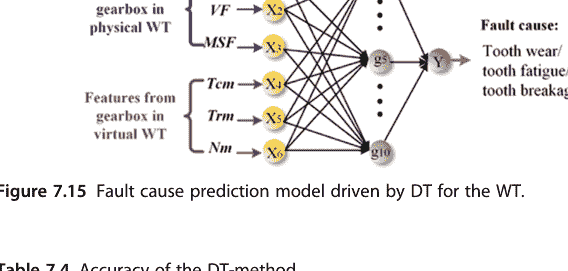 gearbox in
physical WT
VF
X2
MSF
X3
g5
Y
Fault cause:
Tooth wear/
tooth fatigue/
tooth
Features from
gearbox in
virtual WT
Tcm
X4
Trm
X5
Nm
X6
g10
Figure 7.15 Fault cause prediction model driven by DT for the WT.
Table 7.4 Accuracy of the DT-method